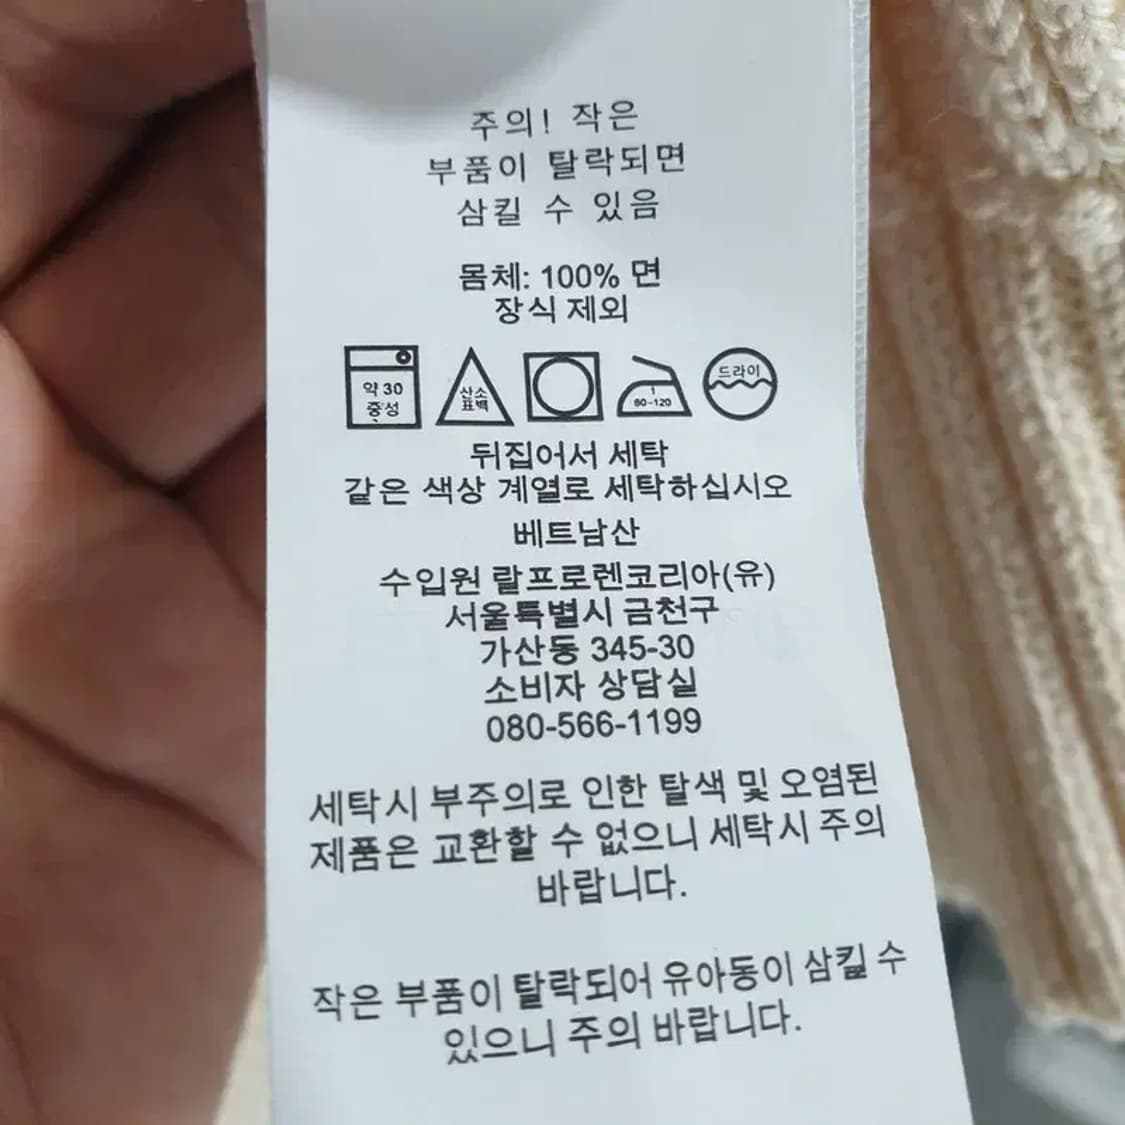 주의! 작은
부품이 탈락되면
삼킬 수 있음
몸체: 100% 면
장식 제외
약 30
중성
산소
표백
1
80-120
드라이
뒤집어서 세탁
같은 색상 계열로 세탁하십시오
베트남산
수입원 랄프로렌코리아(유)
서울특별시 금천구
가산동 345-30
소비자 상담실
080-566-1199
세탁시 부주의로 인한 탈색 및 오염된
제품은 교환할 수 없으니 세탁시 주의
바랍니다.
작은 부품이 탈락되어 유아동이 삼킬 수
있으니 주의 바랍니다.